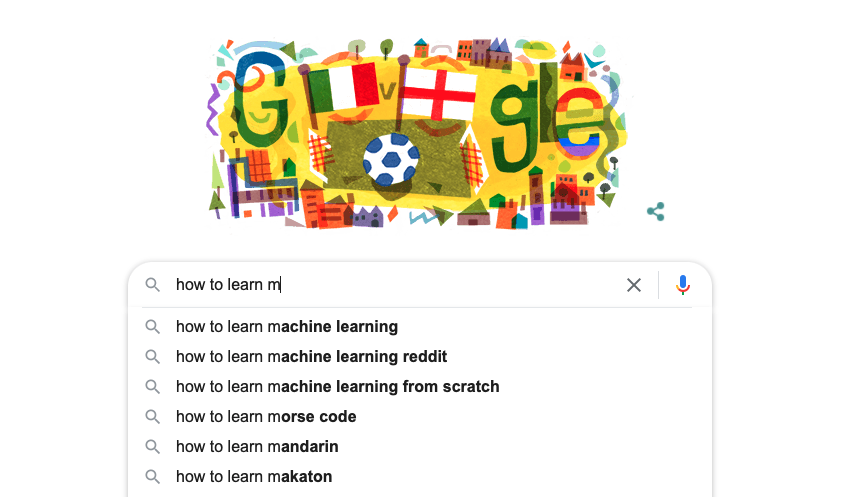 G v gle
how to learn m
how to learn machine learning
how to learn machine learning reddit
how to learn machine learning from scratch
how to learn morse code
how to learn mandarin
how to learn makaton